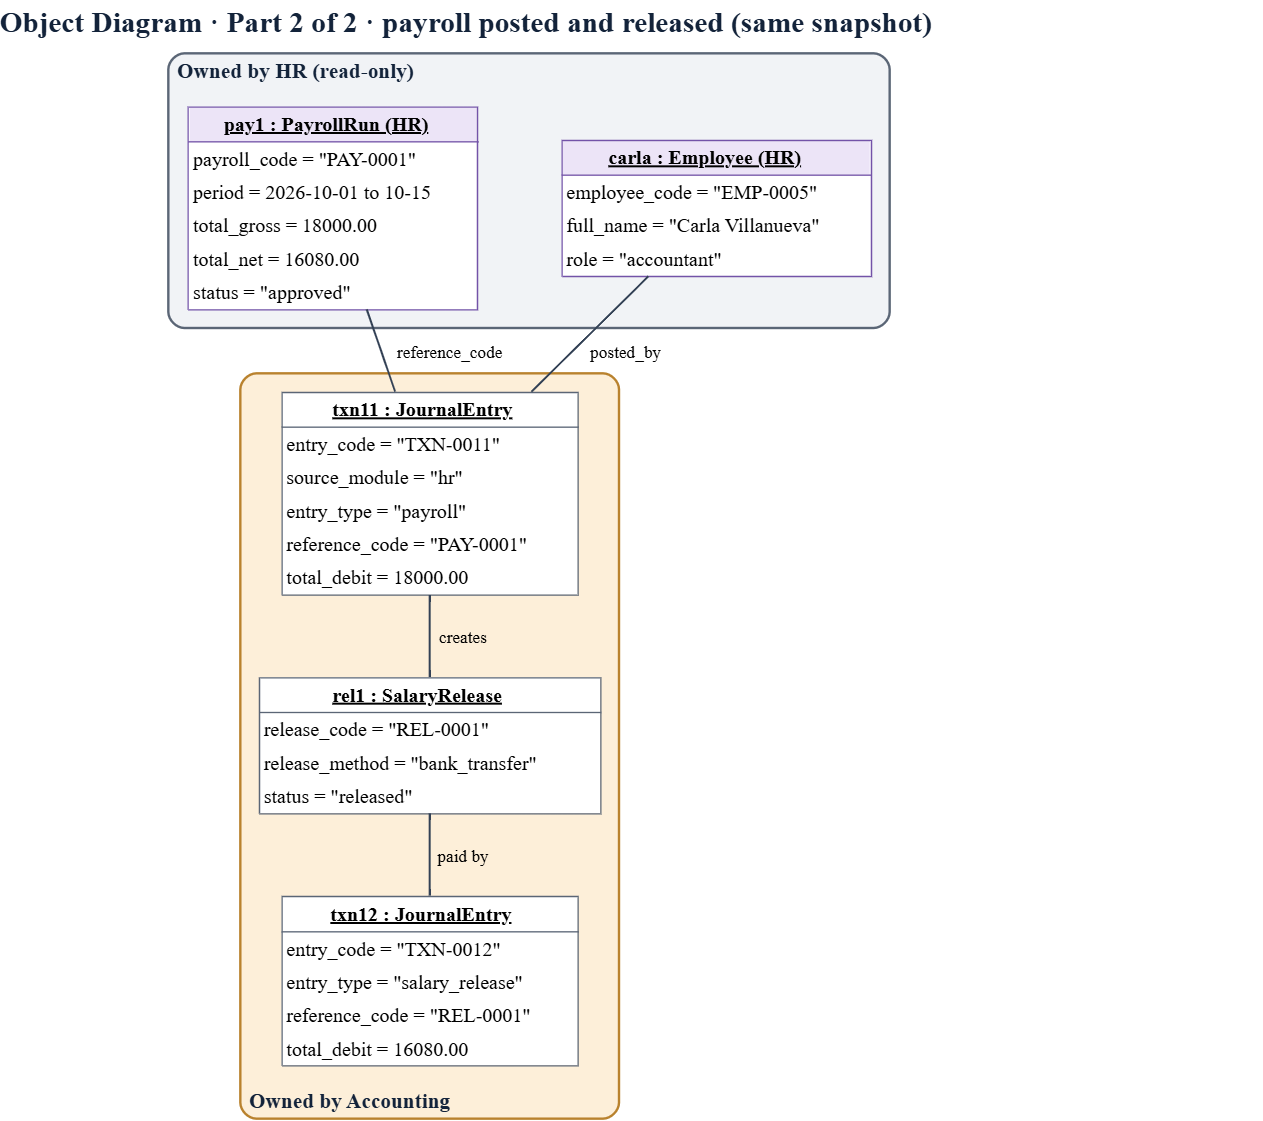 Object Diagram · Part 2 of 2 · payroll posted and released (same snapshot)
Owned by HR (read-only)
pay1 : PayrollRun (HR)
payroll_code = "PAY-0001"
period = 2026-10-01 to 10-15
total_gross = 18000.00
total_net = 16080.00
status = "approved"
carla : Employee (HR)
employee_code = "EMP-0005"
full_name = "Carla Villanueva"
role = "accountant"
reference_code
posted_by
txn11 : JournalEntry
entry_code = "TXN-0011"
source_module = "hr"
entry_type = "payroll"
reference_code = "PAY-0001"
total_debit = 18000.00
creates
rel1 : SalaryRelease
release_code = "REL-0001"
release_method = "bank_transfer"
status = "released"
paid by
txn12 : JournalEntry
entry_code = "TXN-0012"
entry_type = "salary_release"
reference_code = "REL-0001"
total_debit = 16080.00
Owned by Accounting